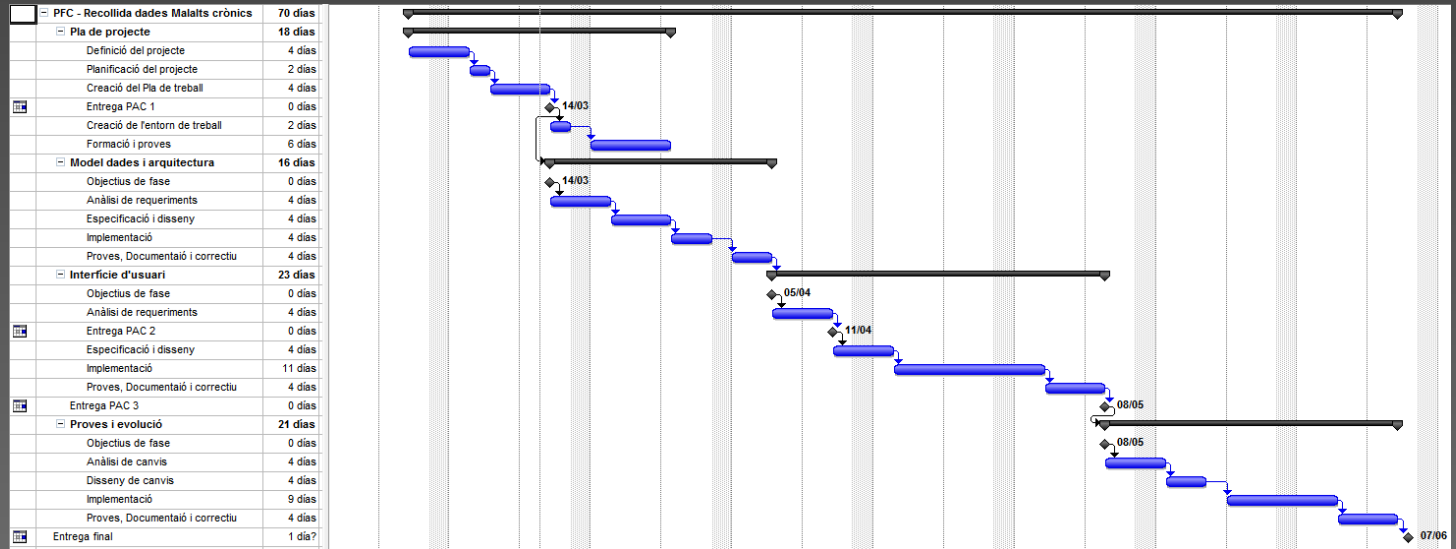 PFC - Recollida dades Malalts crònics 70 días
Pla de projecte 18 días
Definició del projecte 4 días
Planificació del projecte 2 días
Creació del Pla de treball 4 días
Entrega PAC 1 0 días 14/03
Creació de l'entorn de treball 2 días
Formació i proves 6 días
Model dades i arquitectura 16 días
Objectius de fase 0 días 14/03
Anàlisi de requeriments 4 días
Especificació i disseny 4 días
Implementació 4 días
Proves, Documentaió i correctiu 4 días
Interfície d'usuari 23 días
Objectius de fase 0 días 05/04
Anàlisi de requeriments 4 días
Entrega PAC 2 0 días 11/04
Especificació i disseny 4 días
Implementació 11 días
Proves, Documentaió i correctiu 4 días
Entrega PAC 3 0 días 08/05
Proves i evolució 21 días
Objectius de fase 0 días 08/05
Anàlisi de canvis 4 días
Disseny de canvis 4 días
Implementació 9 días
Proves, Documentaió i correctiu 4 días
Entrega final 1 día? 07/06